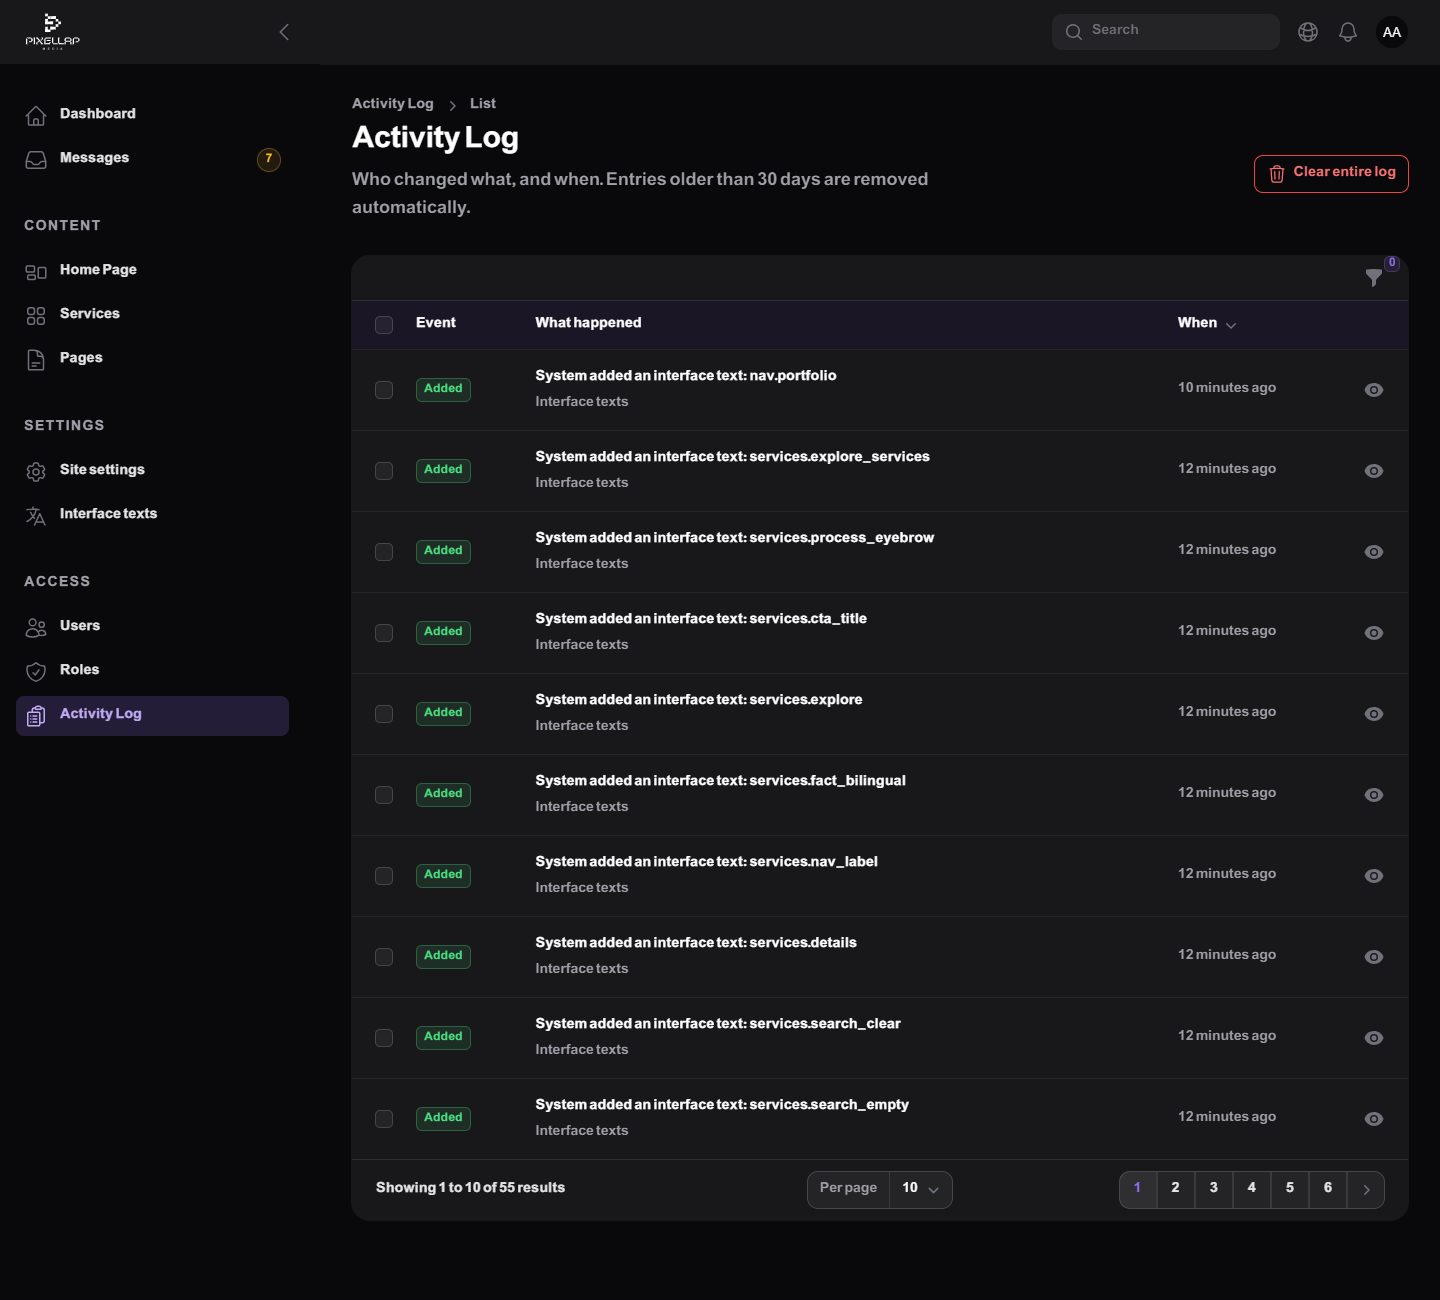 PIXELLAP
MEDIA
Search
AA
Dashboard
Messages
7
CONTENT
Home Page
Services
Pages
SETTINGS
Site settings
Interface texts
ACCESS
Users
Roles
Activity Log
Activity Log
List
Activity Log
Who changed what, and when. Entries older than 30 days are removed
automatically.
Clear entire log
0
Event
What happened
When
Added
System added an interface text: nav.portfolio
Interface texts
10 minutes ago
Added
System added an interface text: services.explore_services
Interface texts
12 minutes ago
Added
System added an interface text: services.process_eyebrow
Interface texts
12 minutes ago
Added
System added an interface text: services.cta_title
Interface texts
12 minutes ago
Added
System added an interface text: services.explore
Interface texts
12 minutes ago
Added
System added an interface text: services.fact_bilingual
Interface texts
12 minutes ago
Added
System added an interface text: services.nav_label
Interface texts
12 minutes ago
Added
System added an interface text: services.details
Interface texts
12 minutes ago
Added
System added an interface text: services.search_clear
Interface texts
12 minutes ago
Added
System added an interface text: services.search_empty
Interface texts
12 minutes ago
Showing 1 to 10 of 55 results
Per page
10
1
2
3
4
5
6